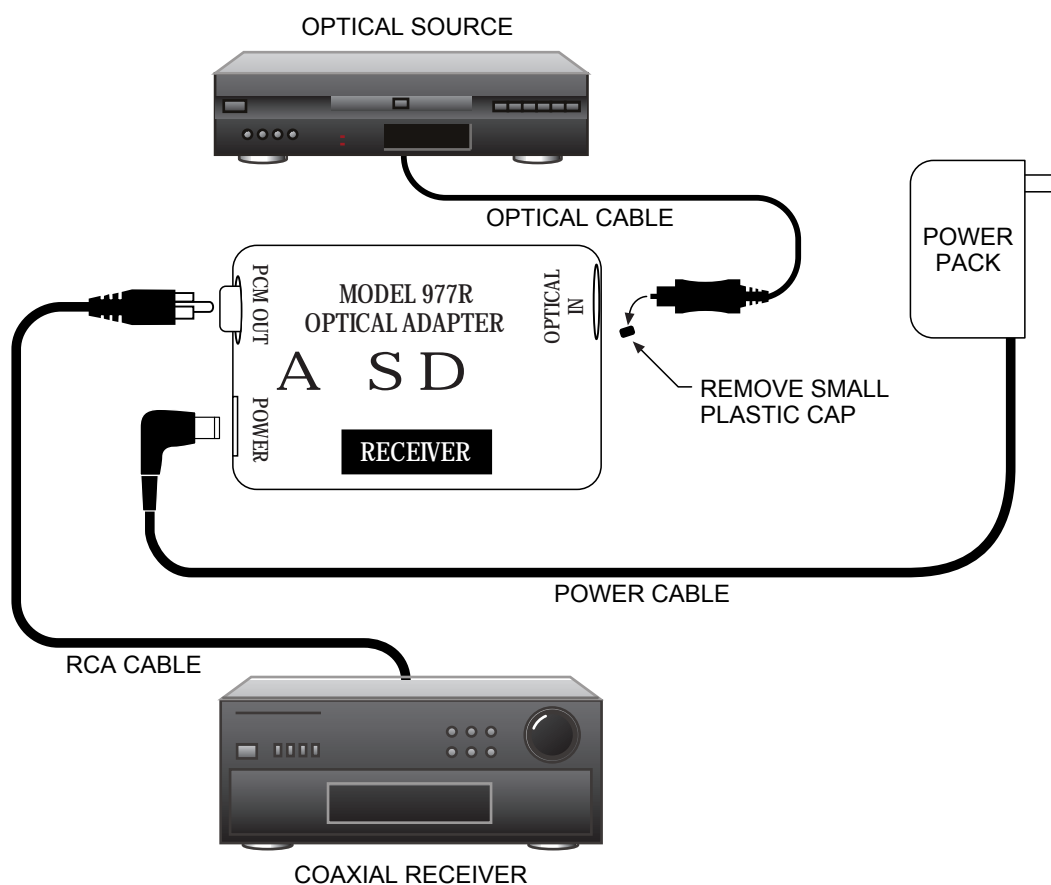 OPTICAL SOURCE
OPTICAL CABLE
POWER
PACK
PCM OUT
MODEL 977R
OPTICAL ADAPTER
OPTICAL
IN
A SD
REMOVE SMALL
PLASTIC CAP
POWER
RECEIVER
POWER CABLE
RCA CABLE
COAXIAL RECEIVER